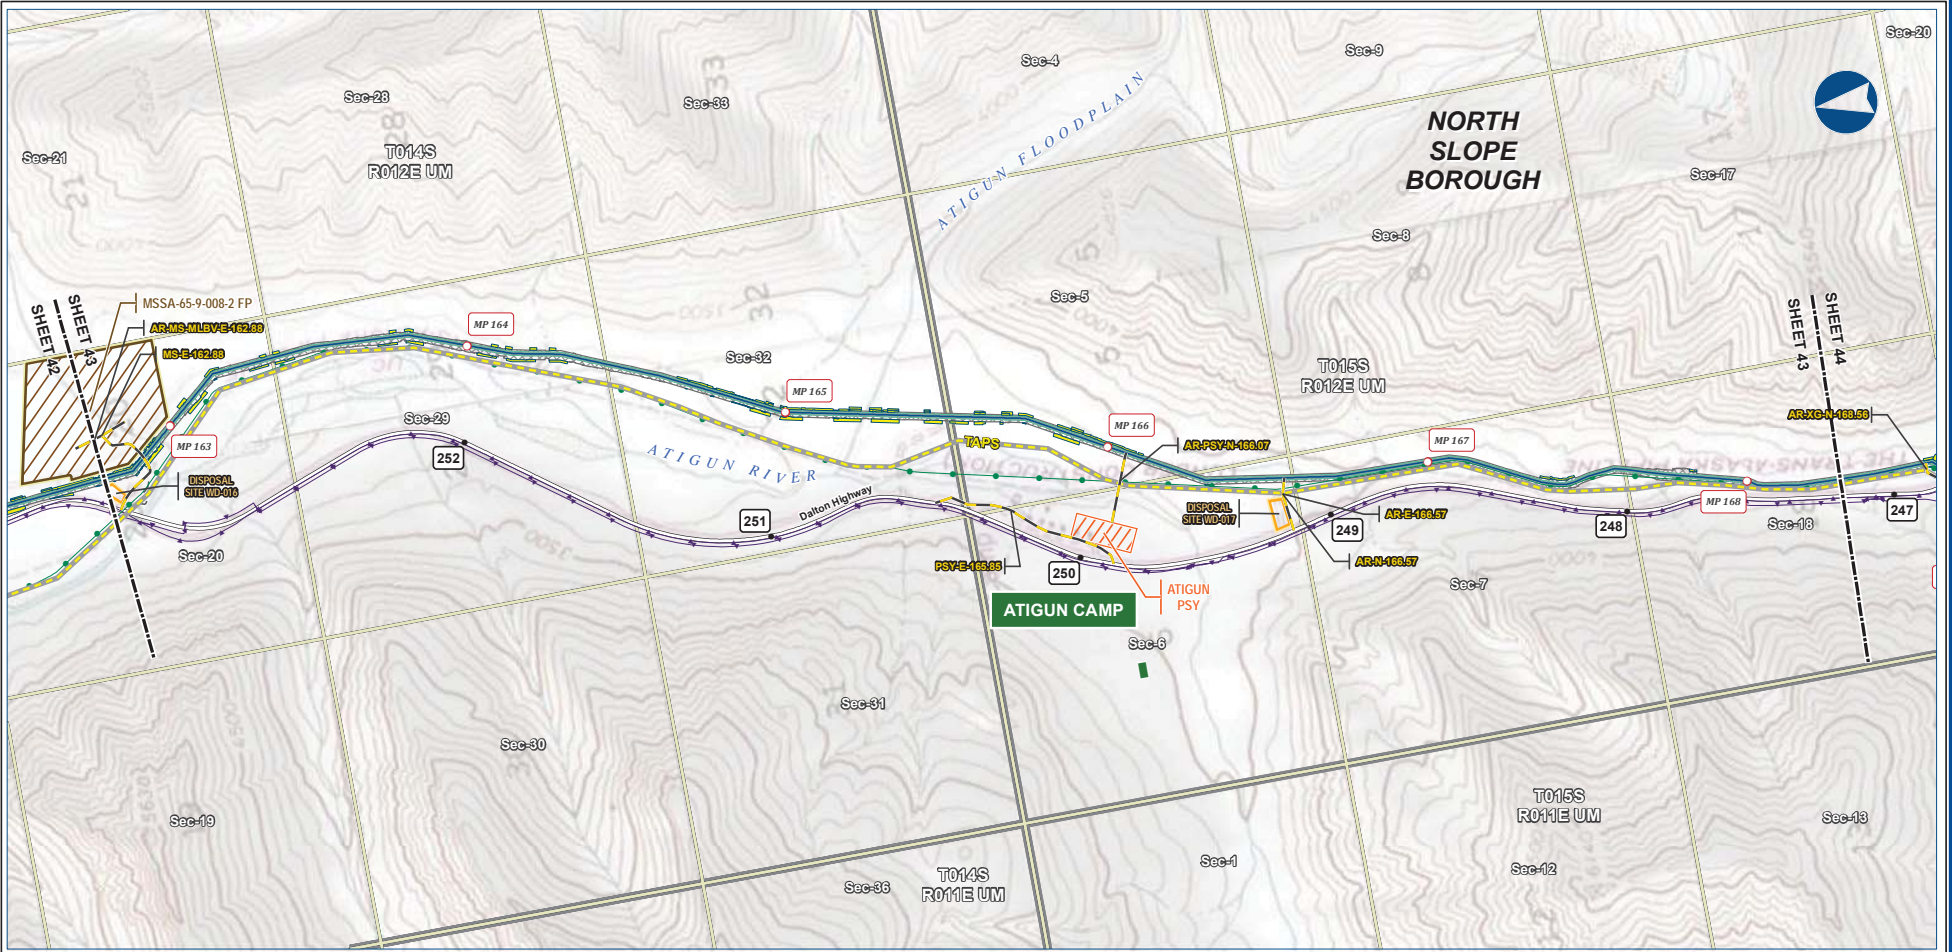 Sec-4
Sec-9
Sec-20
Sec-28
Sec-33
NORTH
SLOPE
BOROUGH
Sec-21
T014S
R012E UM
ATIGUN FLOODPLAIN
Sec-17
Sec-8
Sec-5
MSSA-65-9-008-2 FP
AR-MS-MLBV-E-162.88
MS-E-162.88
SHEET 42
SHEET 43
MP 164
Sec-32
MP 165
T015S
R012E UM
SHEET 44
SHEET 43
AR-XG-N-168.56
Sec-29
MP 163
252
ATIGUN RIVER
TAPS
MP 166
AR-PSY-N-166.07
MP 167
DISPOSAL
SITE WD-016
Dalton Highway
251
DISPOSAL
SITE WD-017
AR-E-166.57
249
248
MP 168
Sec-18
247
Sec-20
PSY-E-165.85
250
AR-N-166.57
Sec-7
ATIGUN
PSY
ATIGUN CAMP
Sec-6
Sec-31
Sec-30
Sec-19
T015S
R011E UM
Sec-13
Sec-1
Sec-12
Sec-36
T014S
R011E UM